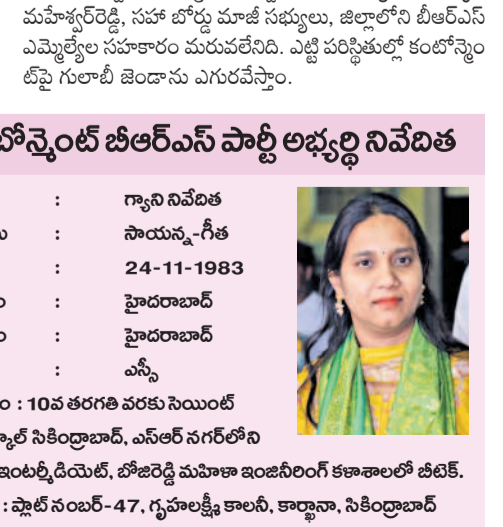 మహేశ్వర్‌రెడ్డి, సహా బోర్డు మాజీ సభ్యులు, జిల్లాలోని బీఆర్ఎస్
ఎమ్మెల్యేల సహకారం మరువలేనిది. ఎట్టి పరిస్థితుల్లో కంటోన్మెం
ట్‌పై గులాబీ జెండాను ఎగురవేస్తాం.
బోన్మెంట్ బీఆర్ఎస్ పార్టీ అభ్యర్థి నివేదిత
: గ్యాని నివేదిత
: సాయన్న-గీత
: 24-11-1983
: హైదరాబాద్
: హైదరాబాద్
: ఎస్సీ
: 10వ తరగతి వరకు సెయింట్
సికింద్రాబాద్, ఎస్ఆర్ నగర్‌లోని
ఇంటర్మీడియెట్, బోజిరెడ్డి మహిళా ఇంజినీరింగ్ కళాశాలలో బీటెక్.
: ప్లాట్ నంబర్-47, గృహలక్ష్మీ కాలనీ, కార్ఖానా, సికింద్రాబాద్